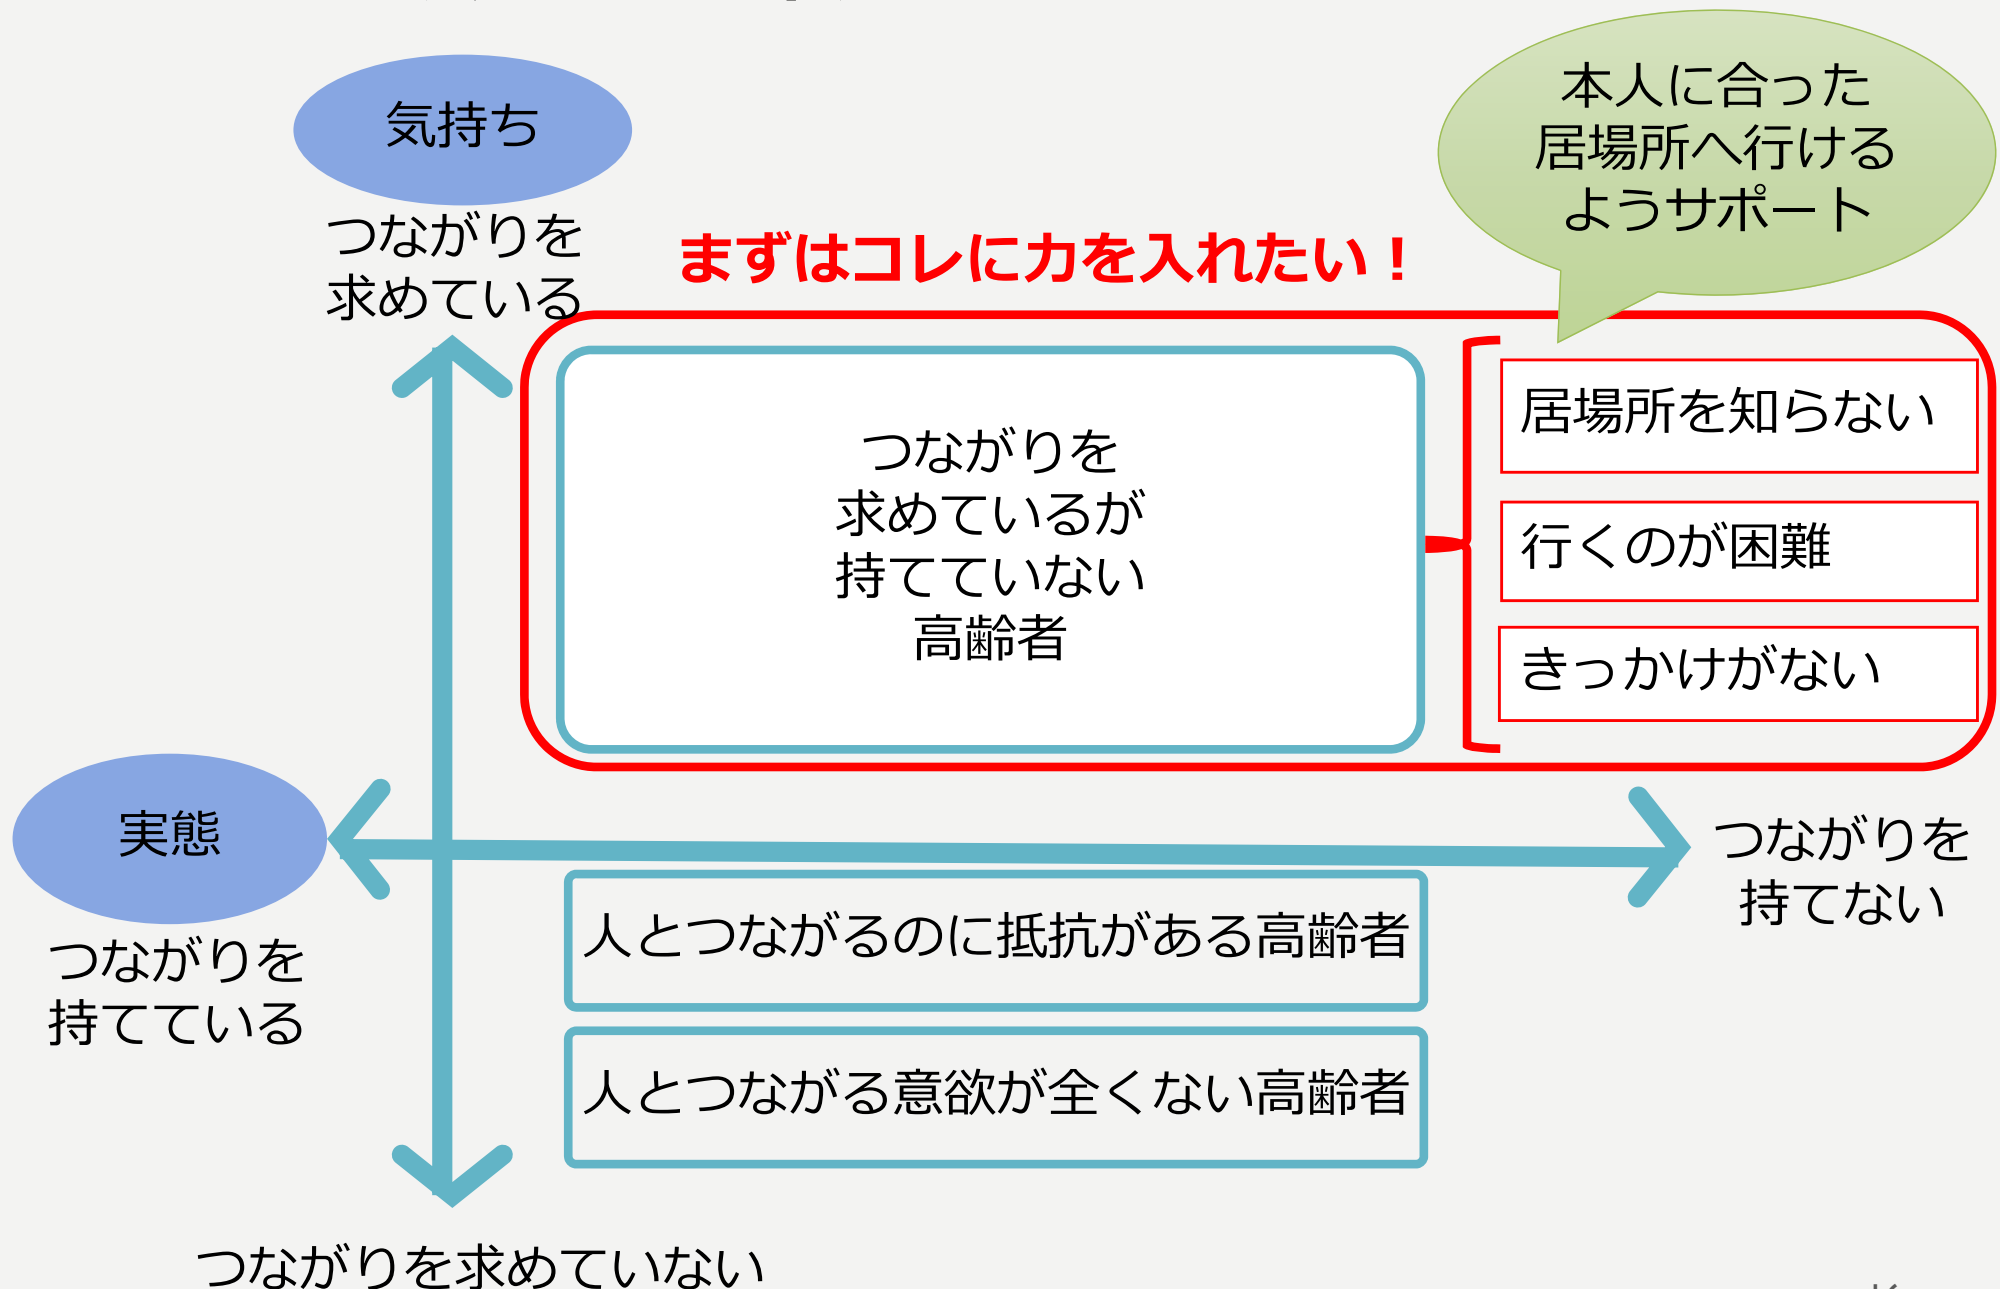 気持ち
つながりを
求めている
まずはコレに力を入れたい！
本人に合った
居場所へ行ける
ようサポート
つながりを
求めているが
持てていない
高齢者
居場所を知らない
行くのが困難
きっかけがない
実態
つながりを
持てている
つながりを
持てない
人とつながるのに抵抗がある高齢者
人とつながる意欲が全くない高齢者
つながりを求めていない